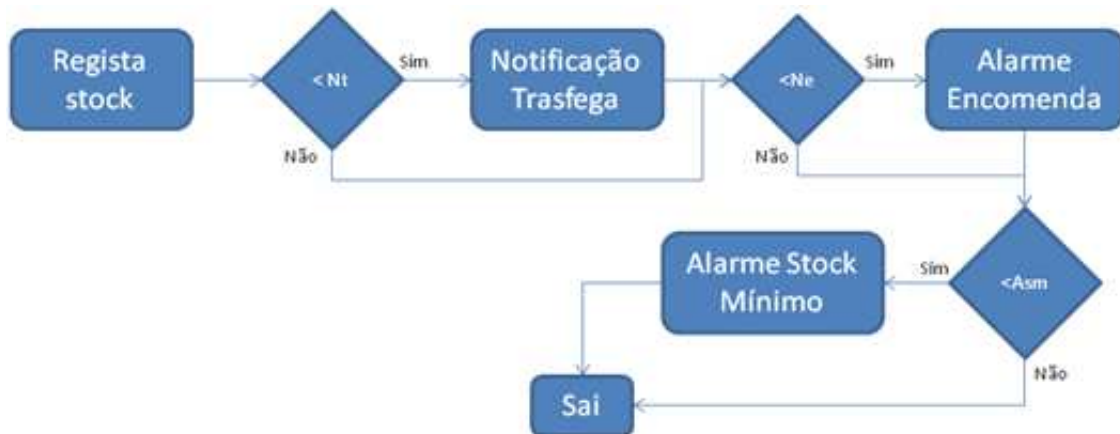 Regista
stock
< Nt
Sim
Não
Notificação
Trasfega
<Ne
Sim
Não
Alarme
Encomenda
<Asm
Sim
Não
Alarme Stock
Mínimo
Sai